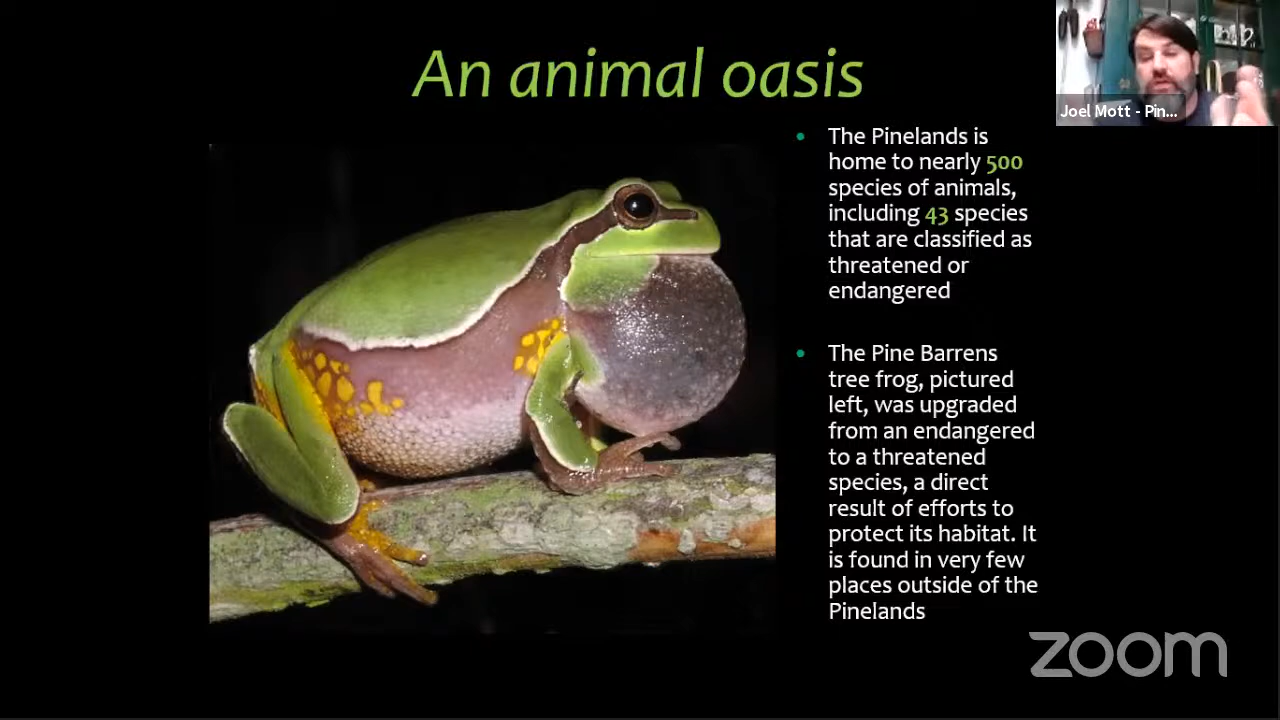 An animal oasis
Joel Mott - Pin...
• The Pinelands is
home to nearly 500
species of animals,
including 43 species
that are classified as
threatened or
endangered
• The Pine Barrens
tree frog, pictured
left, was upgraded
from an endangered
to a threatened
species, a direct
result of efforts to
protect its habitat. It
is found in very few
places outside of the
Pinelands
zoom